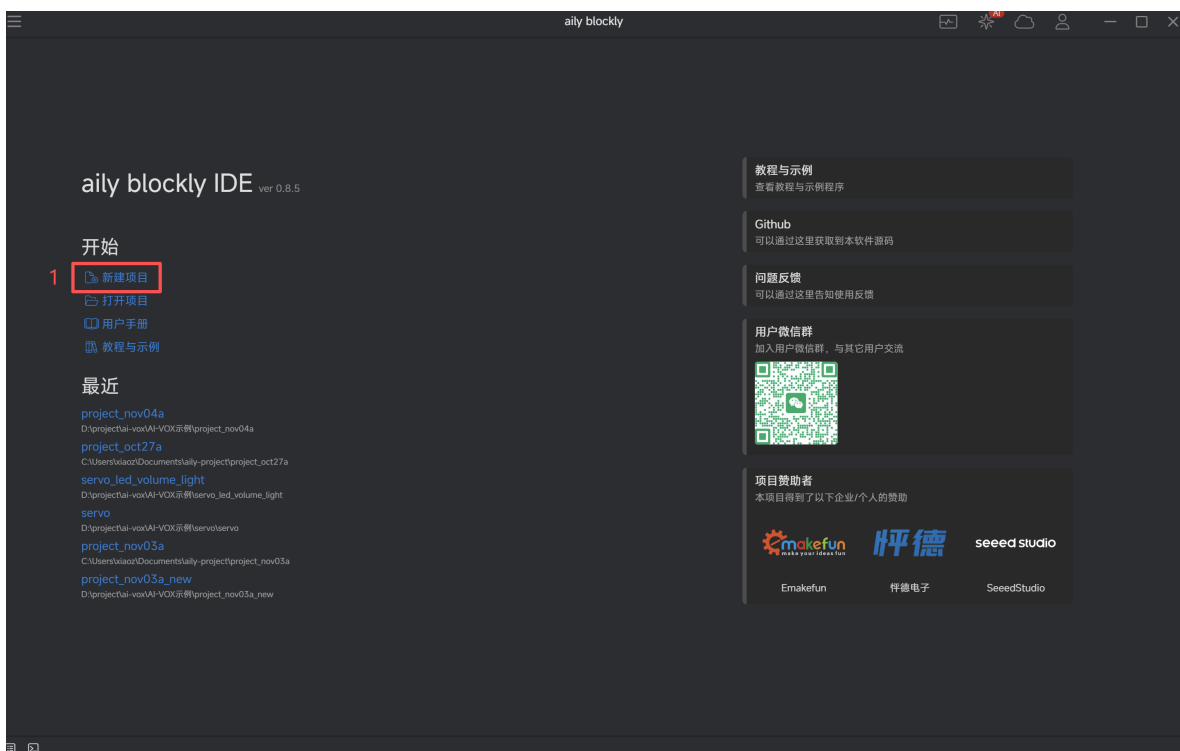 aily blockly
AI
aily blockly IDE ver 0.8.5
开始
1
新建项目
打开项目
用户手册
教程与示例
最近
project_nov04a
D:\project\ai-vox\AI-VOX示例\project_nov04a
project_oct27a
C:\Users\xiaoz\Documents\aily-project\project_oct27a
servo_led_volume_light
D:\project\ai-vox\AI-VOX示例\servo_led_volume_light
servo
D:\project\ai-vox\AI-VOX示例\servo\servo
project_nov03a
C:\Users\xiaoz\Documents\aily-project\project_nov03a
project_nov03a_new
D:\project\ai-vox\AI-VOX示例\project_nov03a_new
教程与示例
查看教程与示例程序
Github
可以通过这里获取到本软件源码
问题反馈
可以通过这里告知使用反馈
用户微信群
加入用户微信群，与其它用户交流
项目赞助者
本项目得到了以下企业/个人的赞助
emakefun
make your ideas fun
怦德
seeed studio
Emakefun
怦德电子
SeeedStudio